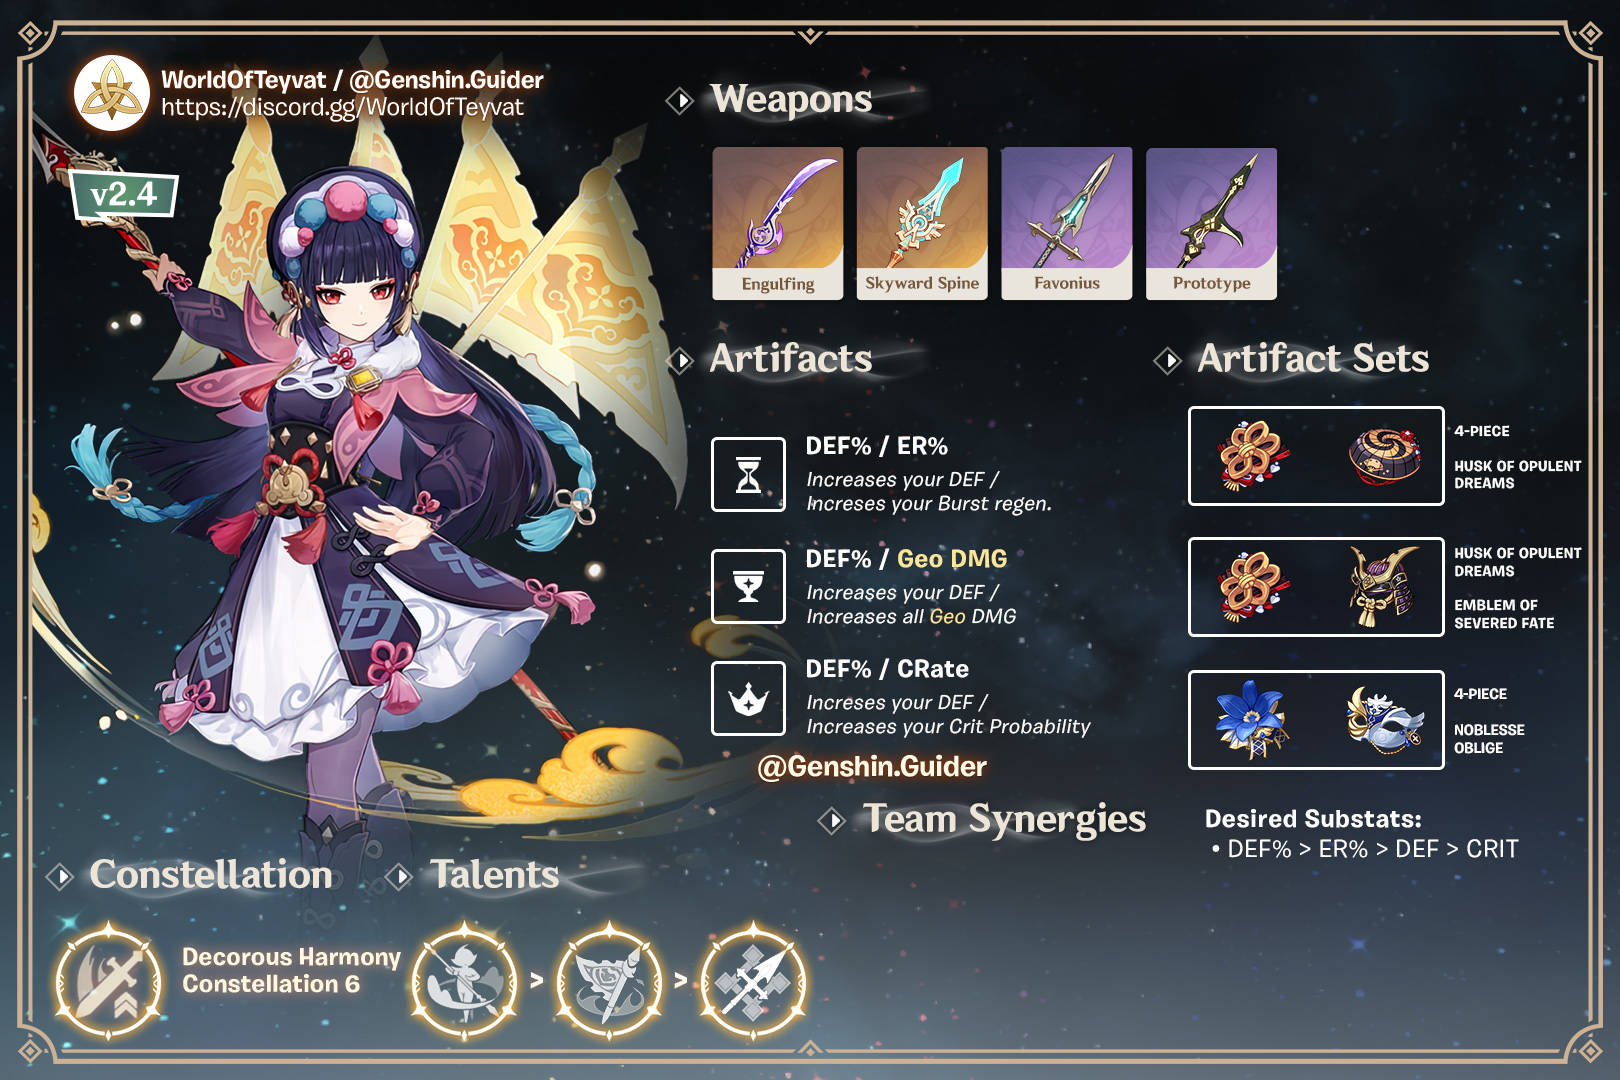 WorldOfTeyvat / @Genshin.Guider
https://discord.gg/WorldOfTeyvat
v2.4
Weapons
Engulfing
Skyward Spine
Favonius
Prototype
Artifacts
DEF% / ER%
Increases your DEF /
Increses your Burst regen.
DEF% / Geo DMG
Increases your DEF /
Increases all Geo DMG
DEF% / CRate
Increses your DEF /
Increases your Crit Probability
@Genshin.Guider
Artifact Sets
4-PIECE
HUSK OF OPULENT
DREAMS
HUSK OF OPULENT
DREAMS
EMBLEM OF
SEVERED FATE
4-PIECE
NOBLESSE
OBLIGE
Team Synergies
Desired Substats:
• DEF% > ER% > DEF > CRIT
Constellation
Decorous Harmony
Constellation 6
Talents
> >